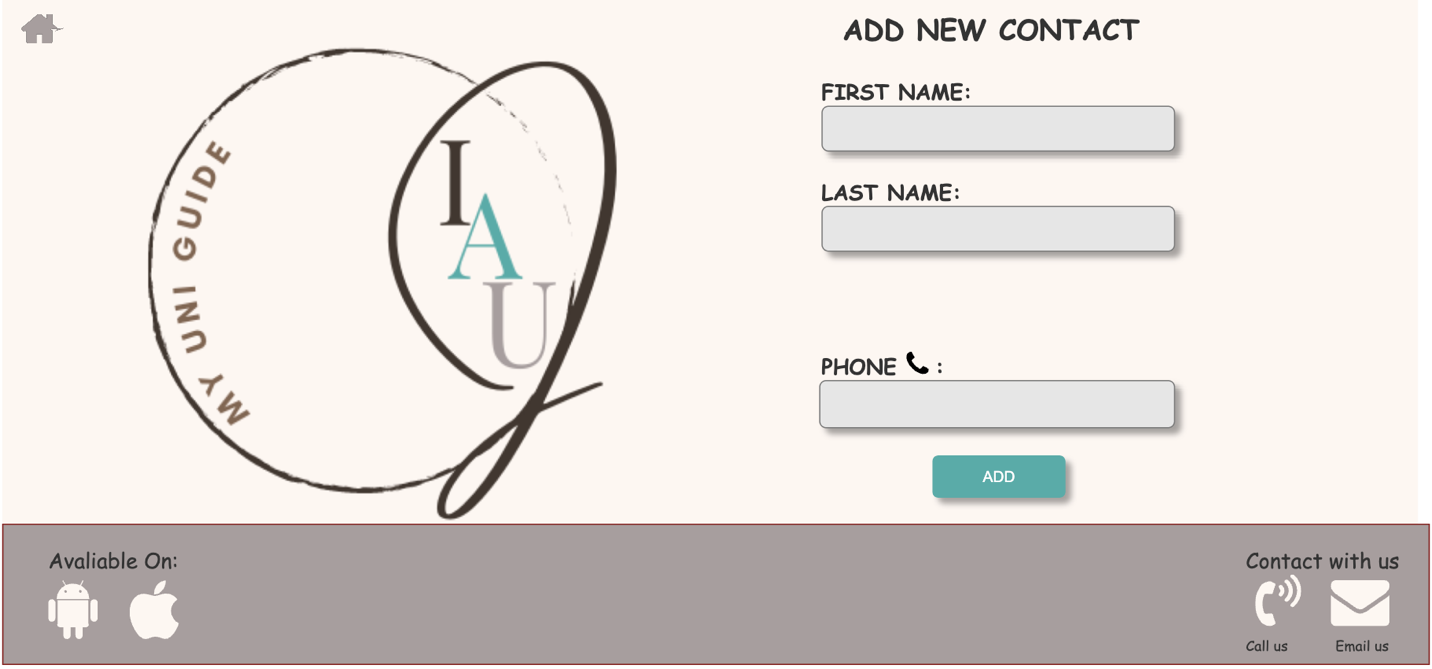 ADD NEW CONTACT
MY UNI GUIDE
I
A
U
FIRST NAME:
LAST NAME:
PHONE :
ADD
Avaliable On:
Contact with us
Call us
Email us